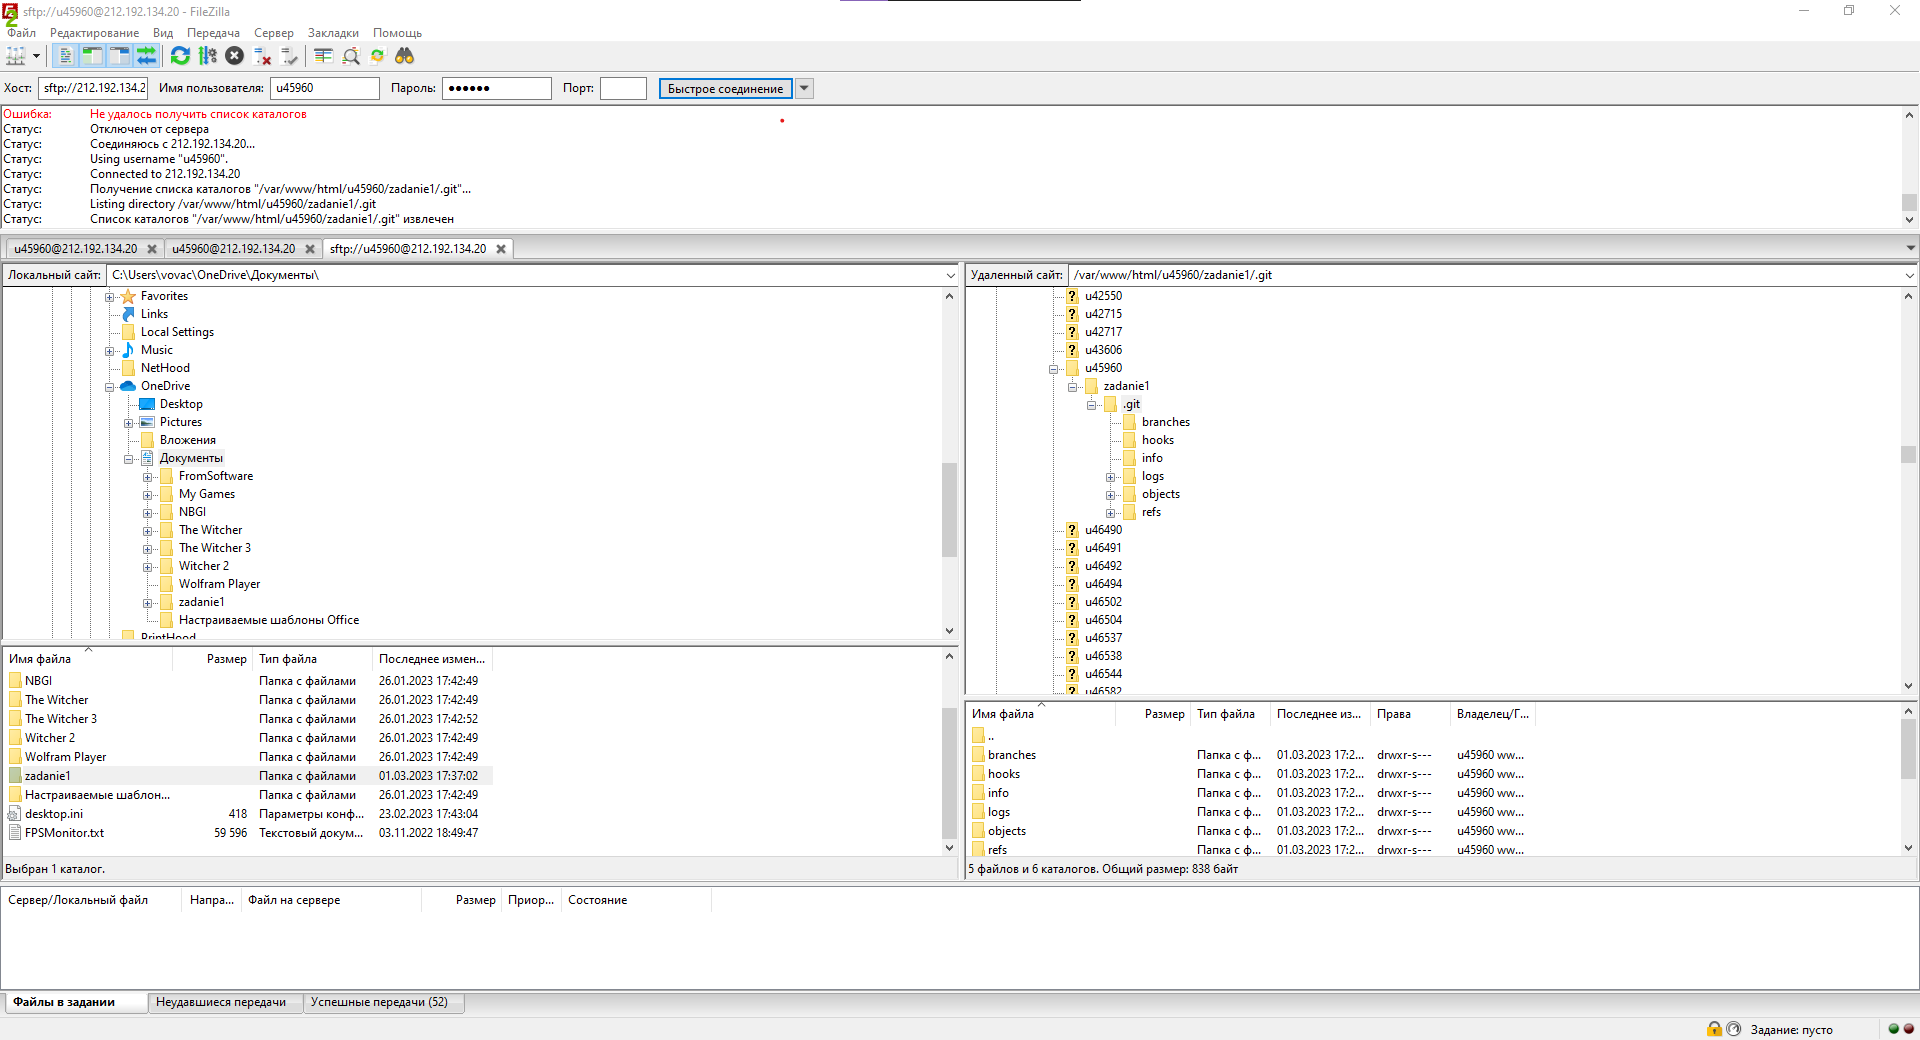 sftp://u45960@212.192.134.20 - FileZilla
Файл Редактирование Вид Передача Сервер Закладки Помощь
Хост: sftp://212.192.134.2 Имя пользователя: u45960 Пароль: ●●●●●● Порт: Быстрое соединение
Ошибка: Не удалось получить список каталогов
Статус: Отключен от сервера
Статус: Соединяюсь с 212.192.134.20...
Статус: Using username "u45960".
Статус: Connected to 212.192.134.20
Статус: Получение списка каталогов "/var/www/html/u45960/zadanie1/.git"...
Статус: Listing directory /var/www/html/u45960/zadanie1/.git
Статус: Список каталогов "/var/www/html/u45960/zadanie1/.git" извлечен
u45960@212.192.134.20 u45960@212.192.134.20 sftp://u45960@212.192.134.20
Локальный сайт: C:\Users\vovac\OneDrive\Документы\
Favorites
Links
Local Settings
Music
NetHood
OneDrive
Desktop
Pictures
Вложения
Документы
FromSoftware
My Games
NBGI
The Witcher
The Witcher 3
Witcher 2
Wolfram Player
zadanie1
Настраиваемые шаблоны Office
PrintHood
Имя файла Размер Тип файла Последнее измен...
NBGI Папка с файлами 26.01.2023 17:42:49
The Witcher Папка с файлами 26.01.2023 17:42:49
The Witcher 3 Папка с файлами 26.01.2023 17:42:52
Witcher 2 Папка с файлами 26.01.2023 17:42:49
Wolfram Player Папка с файлами 26.01.2023 17:42:49
zadanie1 Папка с файлами 01.03.2023 17:37:02
Настраиваемые шаблон... Папка с файлами 26.01.2023 17:42:49
desktop.ini 418 Параметры конф... 23.02.2023 17:43:04
FPSMonitor.txt 59 596 Текстовый докум... 03.11.2022 18:49:47
Выбран 1 каталог.
Удаленный сайт: /var/www/html/u45960/zadanie1/.git
u42550
u42715
u42717
u43606
u45960
zadanie1
.git
branches
hooks
info
logs
objects
refs
u46490
u46491
u46492
u46494
u46502
u46504
u46537
u46538
u46544
u46582
Имя файла Размер Тип файла Последнее из... Права Владелец/Г...
..
branches Папка с ф... 01.03.2023 17:2... drwxr-s--- u45960 ww...
hooks Папка с ф... 01.03.2023 17:2... drwxr-s--- u45960 ww...
info Папка с ф... 01.03.2023 17:2... drwxr-s--- u45960 ww...
logs Папка с ф... 01.03.2023 17:2... drwxr-s--- u45960 ww...
objects Папка с ф... 01.03.2023 17:2... drwxr-s--- u45960 ww...
refs Папка с ф... 01.03.2023 17:2... drwxr-s--- u45960 ww...
5 файлов и 6 каталогов. Общий размер: 838 байт
Сервер/Локальный файл Напра... Файл на сервере Размер Приор... Состояние
Файлы в задании Неудавшиеся передачи Успешные передачи (52)
Задание: пусто